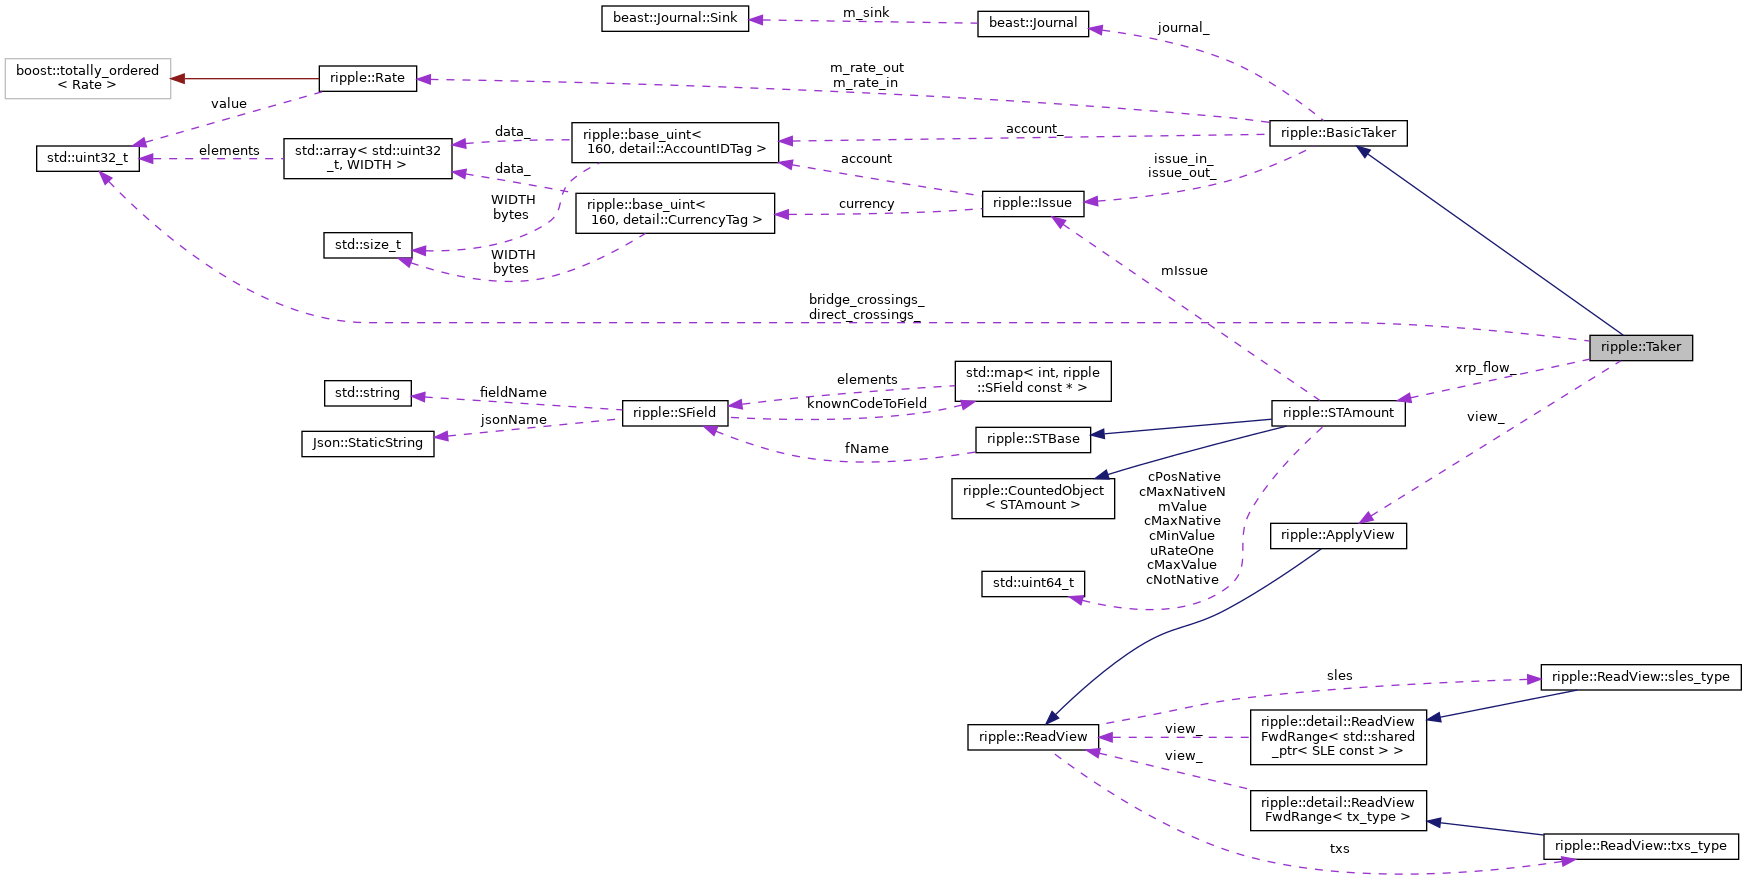 beast::Journal::Sink
m_sink
beast::Journal
journal_
boost::totally_ordered
< Rate >
ripple::Rate
m_rate_out
m_rate_in
value
ripple::BasicTaker
std::uint32_t
elements
std::array< std::uint32
_t, WIDTH >
data_
data_
ripple::base_uint<
160, detail::AccountIDTag >
account_
account
issue_in_
issue_out_
WIDTH
bytes
ripple::base_uint<
160, detail::CurrencyTag >
currency
ripple::Issue
std::size_t
WIDTH
bytes
mIssue
bridge_crossings_
direct_crossings_
ripple::Taker
xrp_flow_
view_
std::string
fieldName
Json::StaticString
jsonName
ripple::SField
elements
knownCodeToField
std::map< int, ripple
::SField const * >
fName
ripple::STBase
ripple::STAmount
ripple::CountedObject
< STAmount >
cPosNative
cMaxNativeN
mValue
cMaxNative
cMinValue
uRateOne
cMaxValue
cNotNative
std::uint64_t
ripple::ApplyView
ripple::ReadView
sles
ripple::ReadView::sles_type
view_
ripple::detail::ReadView
FwdRange< std::shared
_ptr< SLE const > >
view_
ripple::detail::ReadView
FwdRange< tx_type >
txs
ripple::ReadView::txs_type